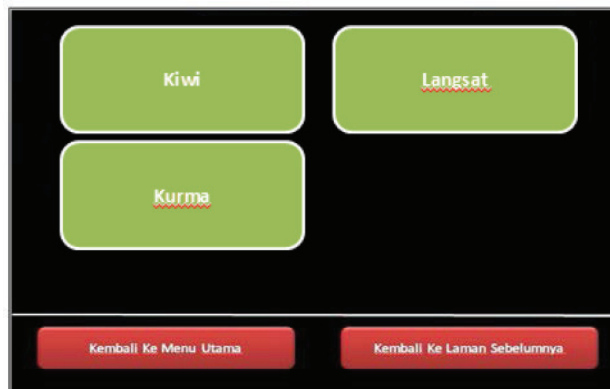 Kiwi
Langsat
Kurma
Kembali Ke Menu Utama
Kembali Ke Laman Sebelumnya